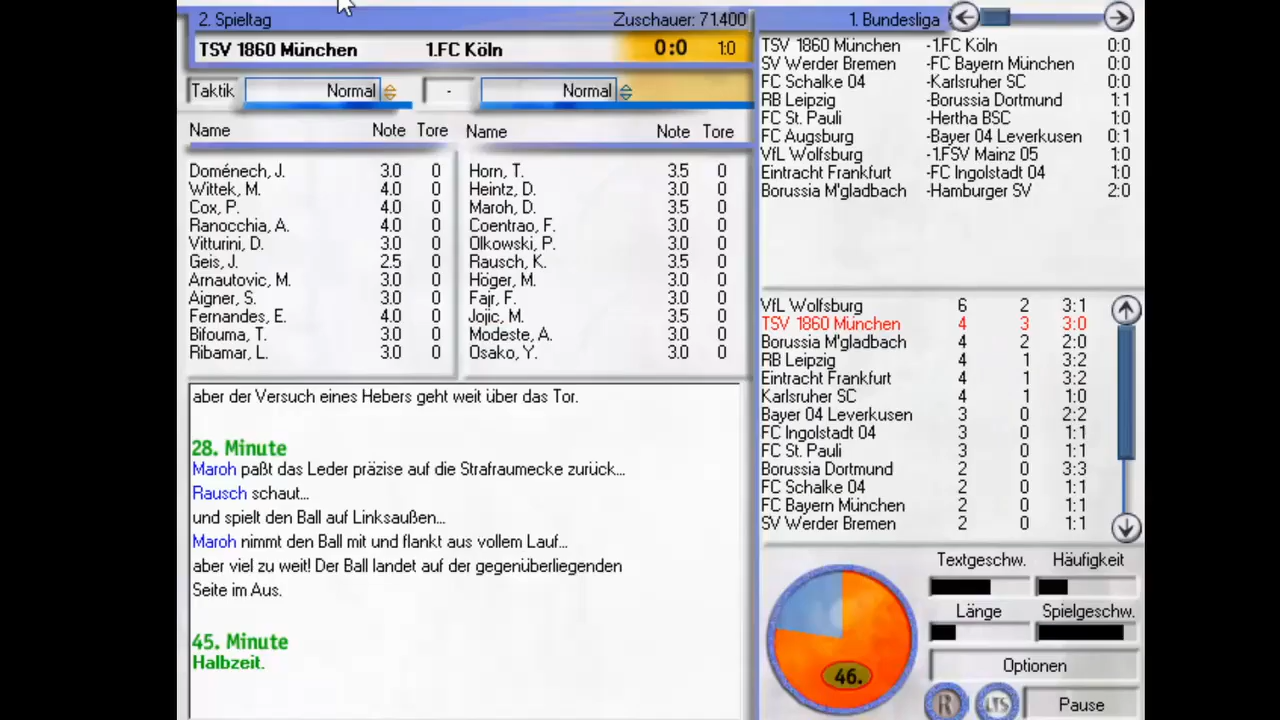 2. Spieltag Zuschauer: 71.400
TSV 1860 München 1.FC Köln 0:0 1:0
Taktik Normal - Normal
Name Note Tore Name Note Tore
Doménech, J. 3.0 0 Horn, T. 3.5 0
Wittek, M. 4.0 0 Heintz, D. 3.0 0
Cox, P. 4.0 0 Maroh, D. 3.5 0
Ranocchia, A. 4.0 0 Coentrao, F. 3.0 0
Vitturini, D. 3.0 0 Olkowski, P. 3.0 0
Geis, J. 2.5 0 Rausch, K. 3.5 0
Arnautovic, M. 3.0 0 Höger, M. 3.0 0
Aigner, S. 3.0 0 Fajr, F. 3.0 0
Fernandes, E. 4.0 0 Jojic, M. 3.5 0
Bifouma, T. 3.0 0 Modeste, A. 3.0 0
Ribamar, L. 3.0 0 Osako, Y. 3.0 0
aber der Versuch eines Hebers geht weit über das Tor.
28. Minute
Maroh paßt das Leder präzise auf die Strafraumecke zurück...
Rausch schaut...
und spielt den Ball auf Linksaußen...
Maroh nimmt den Ball mit und flankt aus vollem Lauf...
aber viel zu weit! Der Ball landet auf der gegenüberliegenden
Seite im Aus.
45. Minute
Halbzeit.
1. Bundesliga
TSV 1860 München -1.FC Köln 0:0
SV Werder Bremen -FC Bayern München 0:0
FC Schalke 04 -Karlsruher SC 0:0
RB Leipzig -Borussia Dortmund 1:1
FC St. Pauli -Hertha BSC 1:0
FC Augsburg -Bayer 04 Leverkusen 0:1
VfL Wolfsburg -1.FSV Mainz 05 1:0
Eintracht Frankfurt -FC Ingolstadt 04 1:0
Borussia M'gladbach -Hamburger SV 2:0
VfL Wolfsburg 6 2 3:1
TSV 1860 München 4 3 3:0
Borussia M'gladbach 4 2 2:0
RB Leipzig 4 1 3:2
Eintracht Frankfurt 4 1 3:2
Karlsruher SC 4 1 1:0
Bayer 04 Leverkusen 3 0 2:2
FC Ingolstadt 04 3 0 1:1
FC St. Pauli 3 0 1:1
Borussia Dortmund 2 0 3:3
FC Schalke 04 2 0 1:1
FC Bayern München 2 0 1:1
SV Werder Bremen 2 0 1:1
Textgeschw. Häufigkeit
Länge Spielgeschw.
46.
Optionen
R LTS Pause